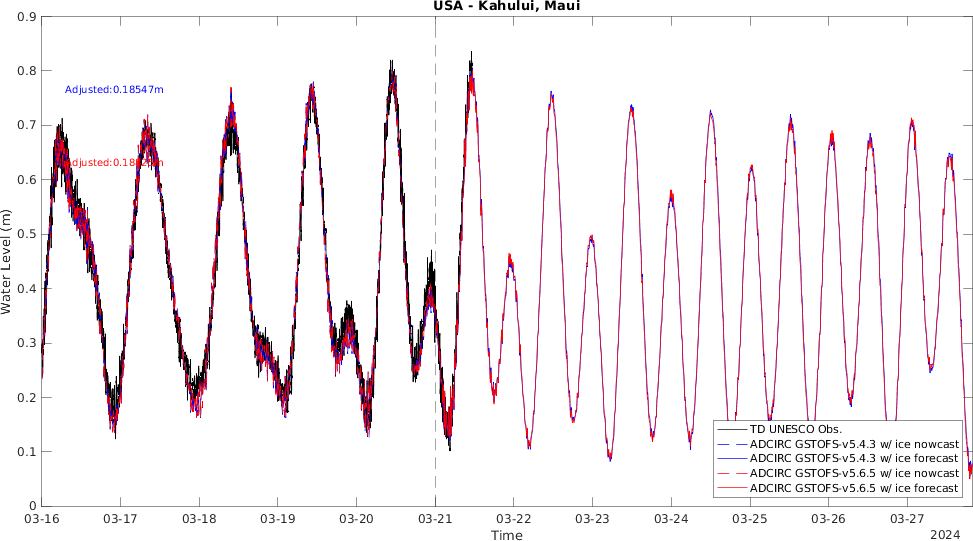 USA - Kahului, Maui
0.9
0.8
0.7
0.6
0.5
0.4
0.3
0.2
0.1
0
Water Level (m)
Adjusted:0.18547m
TD UNESCO Obs.
ADCIRC GSTOFS-v5.4.3 w/ ice nowcast
ADCIRC GSTOFS-v5.4.3 w/ ice forecast
ADCIRC GSTOFS-v5.6.5 w/ ice nowcast
ADCIRC GSTOFS-v5.6.5 w/ ice forecast
03-16 03-17 03-18 03-19 03-20 03-21 03-22 03-23 03-24 03-25 03-26 03-27
Time
2024